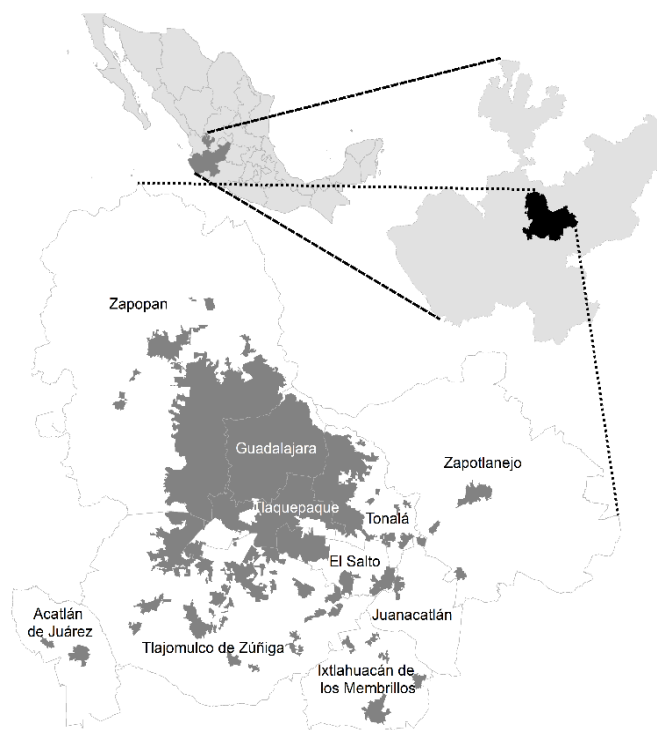 Zapopan
Guadalajara
Zapotlanejo
Tlaquepaque
Tonalá
El Salto
Acatlán
de Juárez
Juanacatlán
Tlajomulco de Zúñiga
Ixtlahuacán de
los Membrillos